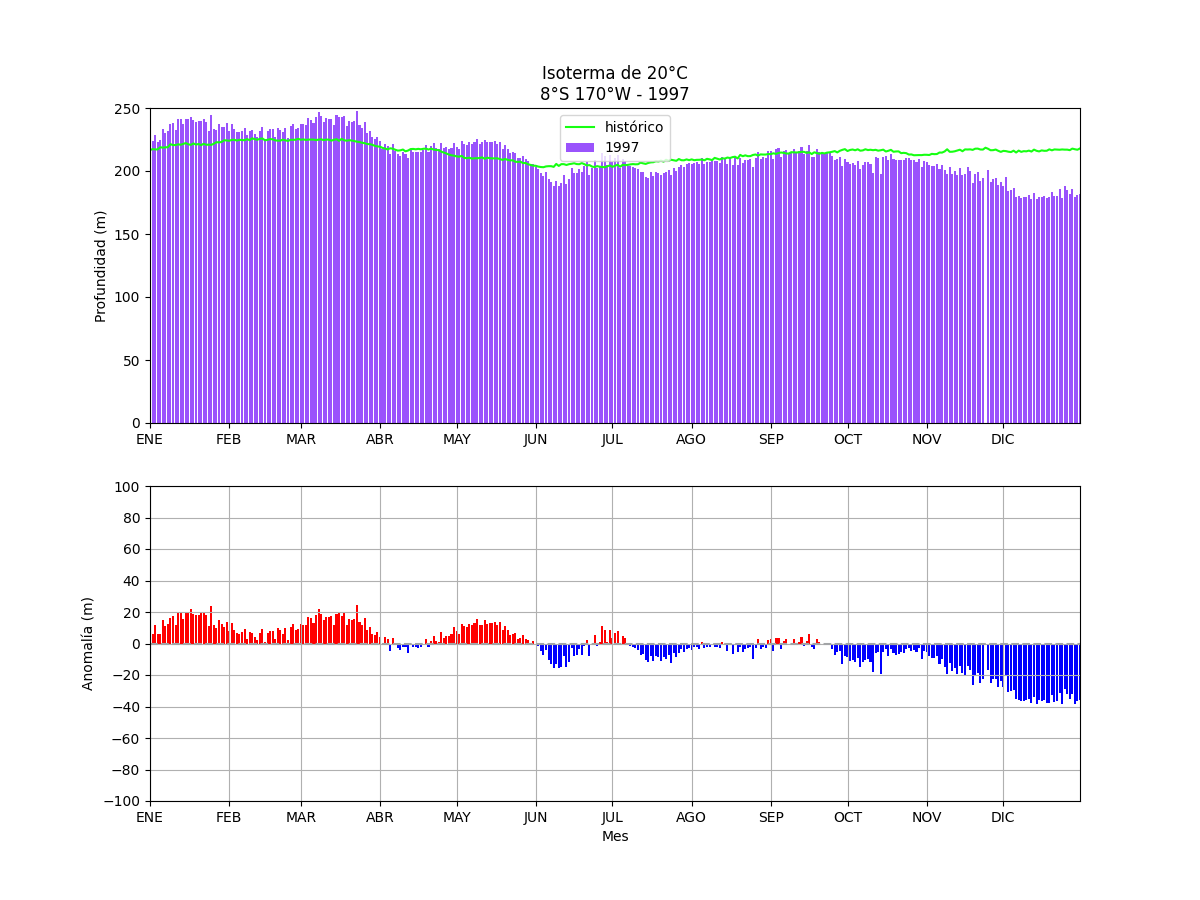 Isoterma de 20°C
8°S 170°W - 1997
histórico
1997
Profundidad (m)
250
200
150
100
50
0
ENE FEB MAR ABR MAY JUN JUL AGO SEP OCT NOV DIC
Anomalía (m)
100
80
60
40
20
0
−20
−40
−60
−80
−100
ENE FEB MAR ABR MAY JUN JUL AGO SEP OCT NOV DIC
Mes